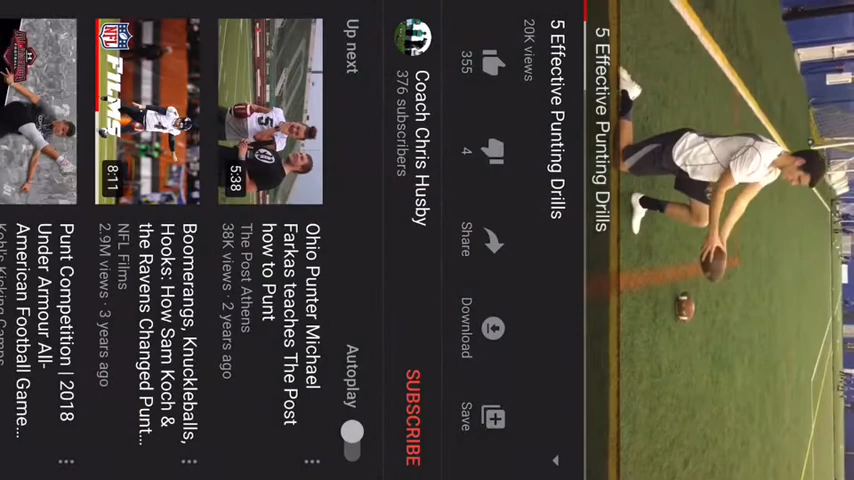 5 Effective Punting Drills
5 Effective Punting Drills
20K views
355
4
Share
Download
Save
Coach Chris Husby
376 subscribers
SUBSCRIBE
Up next
Autoplay
5:38
Ohio Punter Michael
Farkas teaches The Post
how to Punt
The Post Athens
38K views · 2 years ago
NFL
FILMS
8:11
Boomerangs, Knuckleballs,
Hooks: How Sam Koch &
the Ravens Changed Punt...
NFL Films
2.9M views · 3 years ago
Punt Competition | 2018
Under Armour All-
American Football Game...
Kohl's Kicking Camps